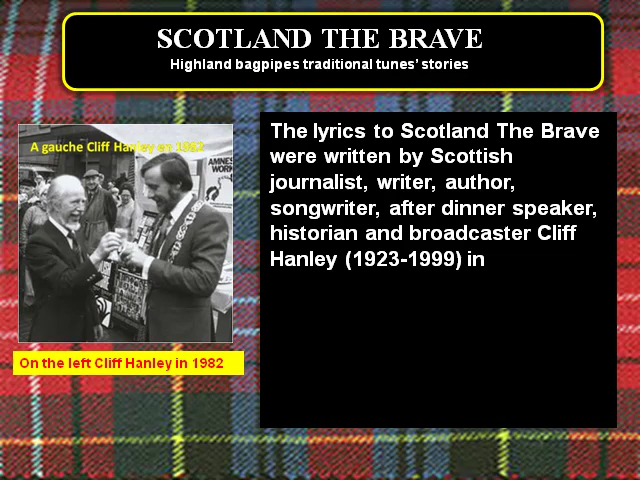 SCOTLAND THE BRAVE
Highland bagpipes traditional tunes’ stories
A gauche Cliff Hanley en 1982
AMNES
WORK
On the left Cliff Hanley in 1982
The lyrics to Scotland The Brave
were written by Scottish
journalist, writer, author,
songwriter, after dinner speaker,
historian and broadcaster Cliff
Hanley (1923-1999) in